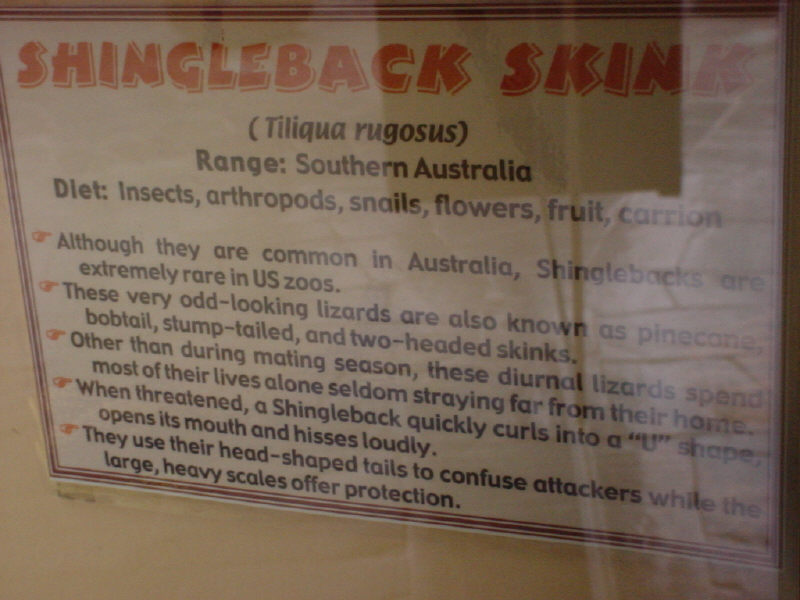 SHINGLEBACK SKINK
(Tiliqua rugosus)
Range: Southern Australia
Diet: Insects, arthropods, snails, flowers, fruit, carrion
Although they are common in Australia, Shinglebacks are
extremely rare in US zoos.
These very odd-looking lizards are also known as pinecone,
bobtail, stump-tailed, and two-headed skinks.
Other than during mating season, these diurnal lizards spend
most of their lives alone seldom straying far from their home.
When threatened, a Shingleback quickly curls into a "U" shape,
opens its mouth and hisses loudly.
They use their head-shaped tails to confuse attackers while the
large, heavy scales offer protection.